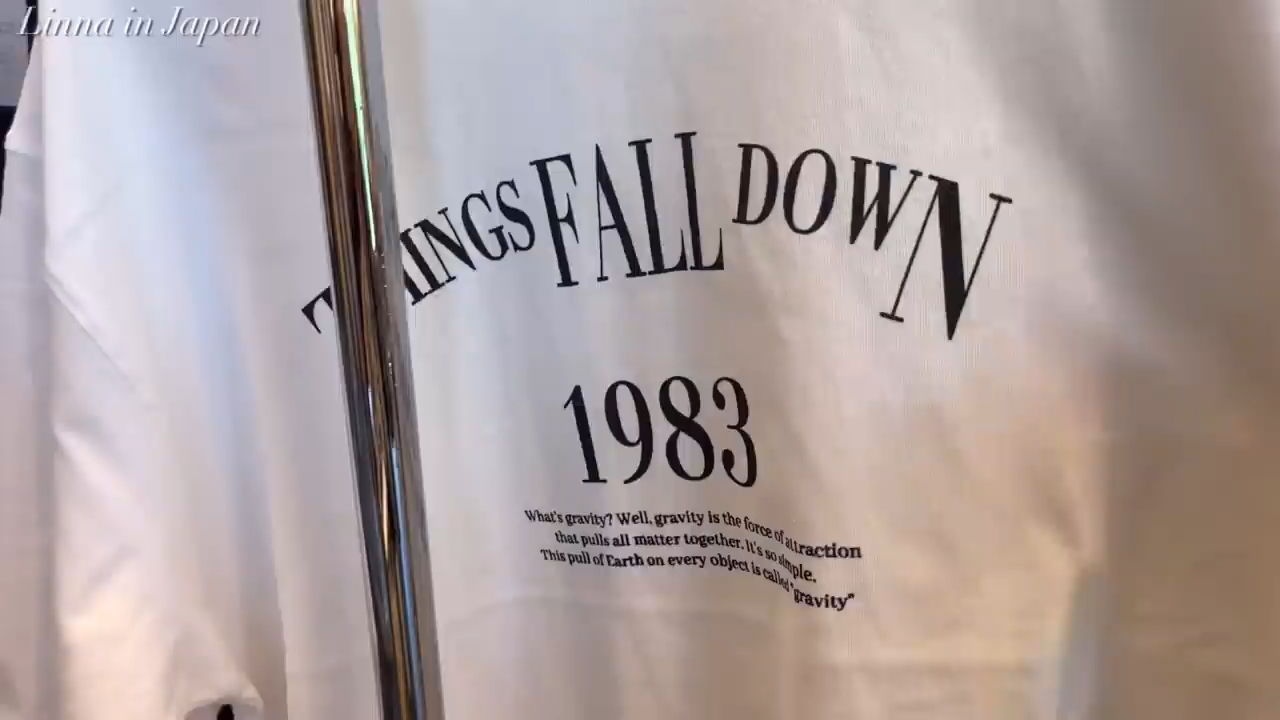 Linna in Japan
THINGS FALL DOWN
1983
What's gravity? Well, gravity is the force of attraction
that pulls all matter together. It's so simple.
This pull of Earth on every object is called "gravity"